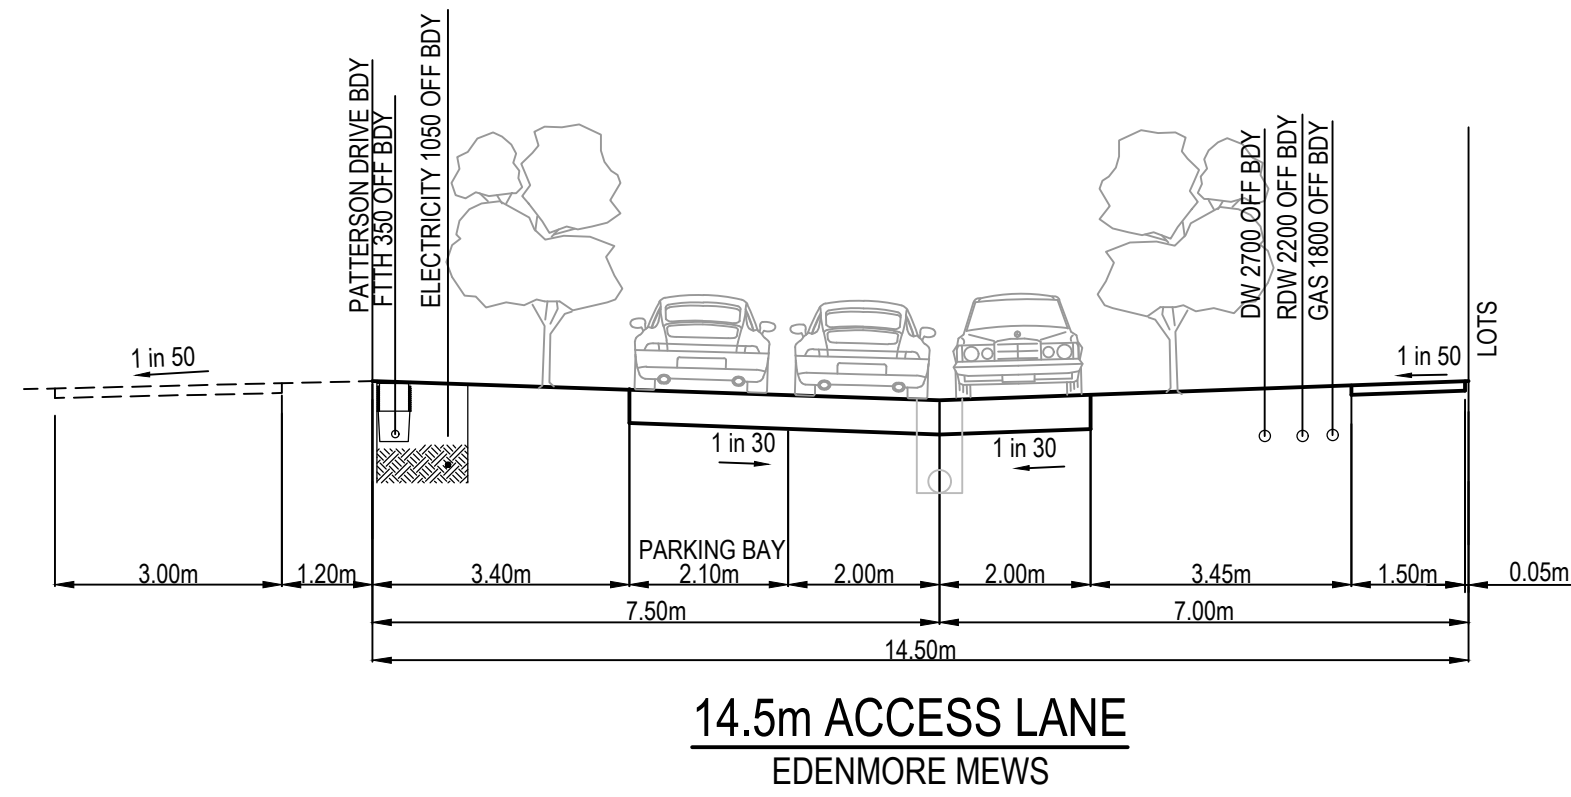 PATTERSON DRIVE BDY
FTTH 350 OFF BDY
ELECTRICITY 1050 OFF BDY
DW 2700 OFF BDY
RDW 2200 OFF BDY
GAS 1800 OFF BDY
LOTS
1 in 50
1 in 50
1 in 30
1 in 30
PARKING BAY
3.00m
1.20m
3.40m
2.10m
2.00m
2.00m
3.45m
1.50m
0.05m
7.50m
7.00m
14.50m
14.5m ACCESS LANE
EDENMORE MEWS